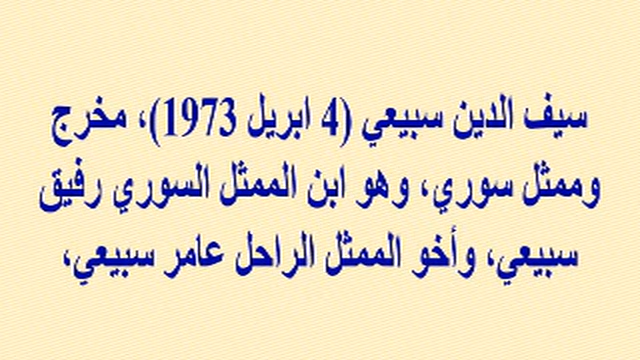 سيف الدين سبيعي (4 ابريل 1973)، مخرج
وممثل سوري، وهو ابن الممثل السوري رفيق
سبيعي، وأخو الممثل الراحل عامر سبيعي،